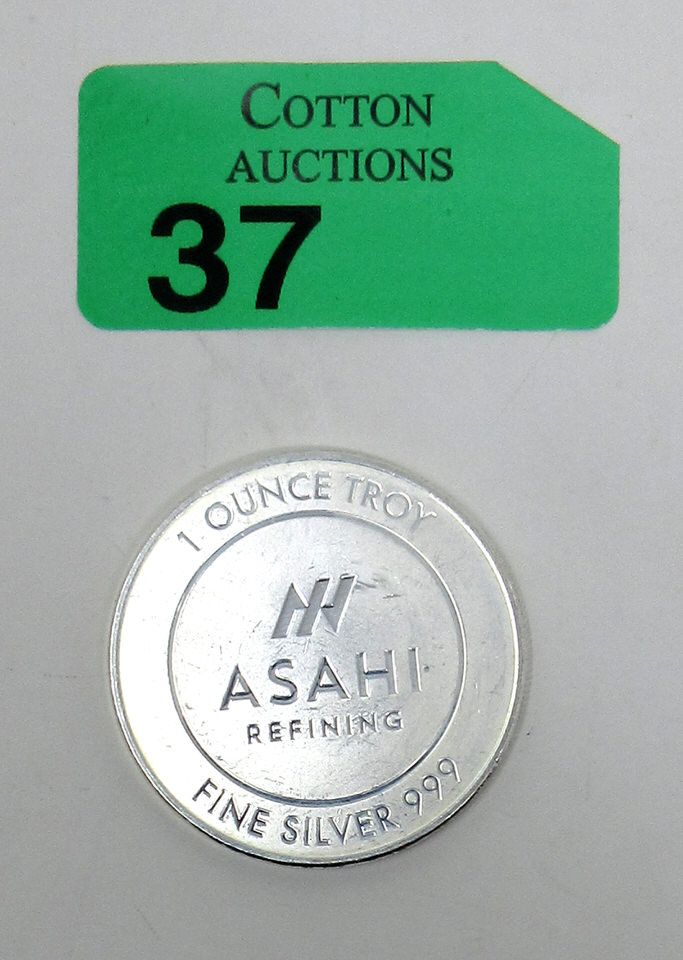 COTTON
AUCTIONS
37
1 OUNCE TROY
ASAHI
REFINING
FINE SILVER 999